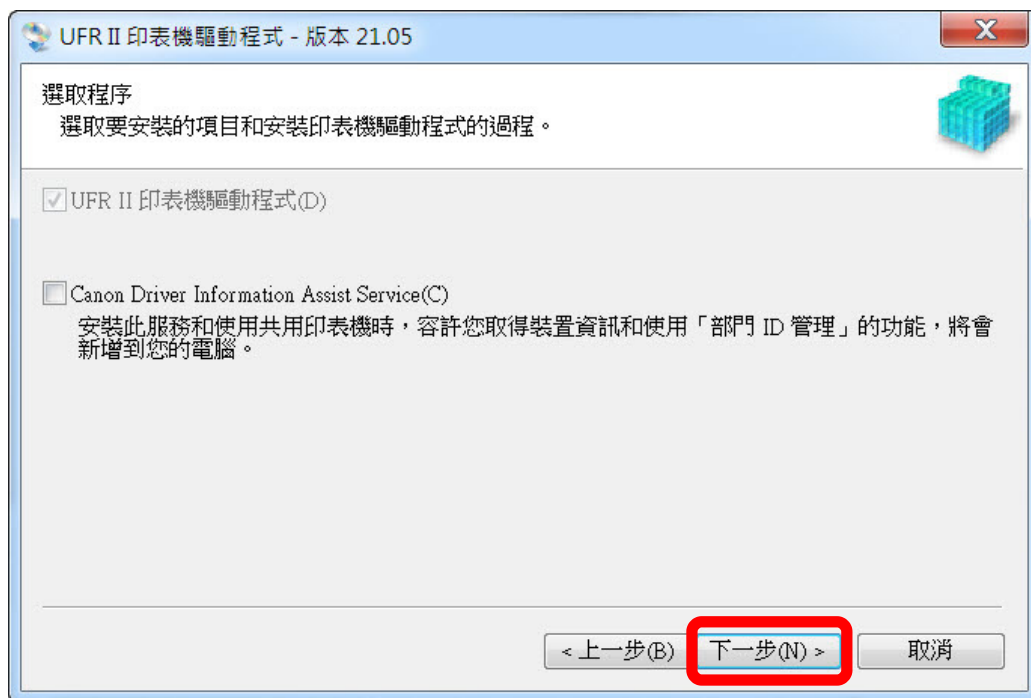 UFR II 印表機驅動程式 - 版本 21.05
選取程序
選取要安裝的項目和安裝印表機驅動程式的過程。
UFR II 印表機驅動程式(D)
Canon Driver Information Assist Service(C)
安裝此服務和使用共用印表機時，容許您取得裝置資訊和使用「部門 ID 管理」的功能，將會
新增到您的電腦。
< 上一步(B)
下一步(N) >
取消